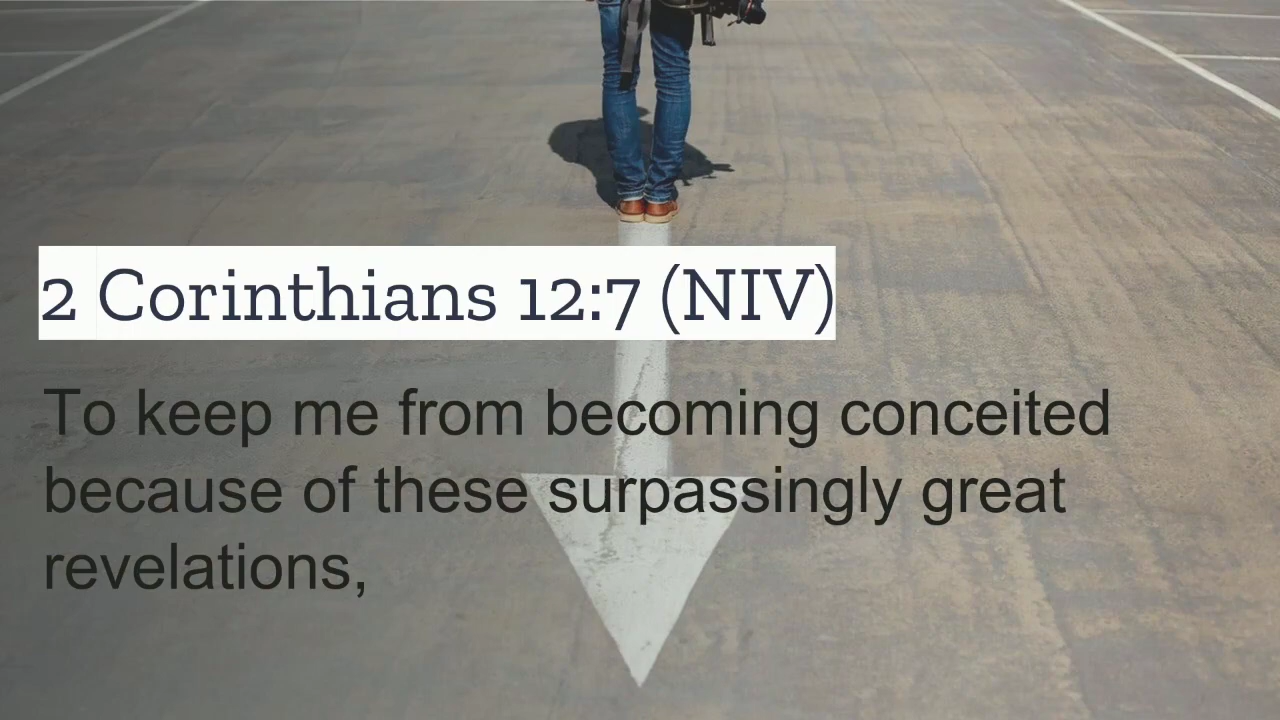 2 Corinthians 12:7 (NIV)
To keep me from becoming conceited
because of these surpassingly great
revelations,